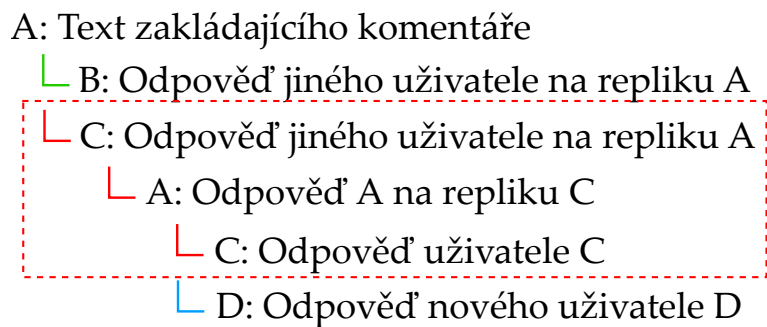 A: Text zakládajícího komentáře
B: Odpověď jiného uživatele na repliku A
C: Odpověď jiného uživatele na repliku A
A: Odpověď A na repliku C
C: Odpověď uživatele C
D: Odpověď nového uživatele D